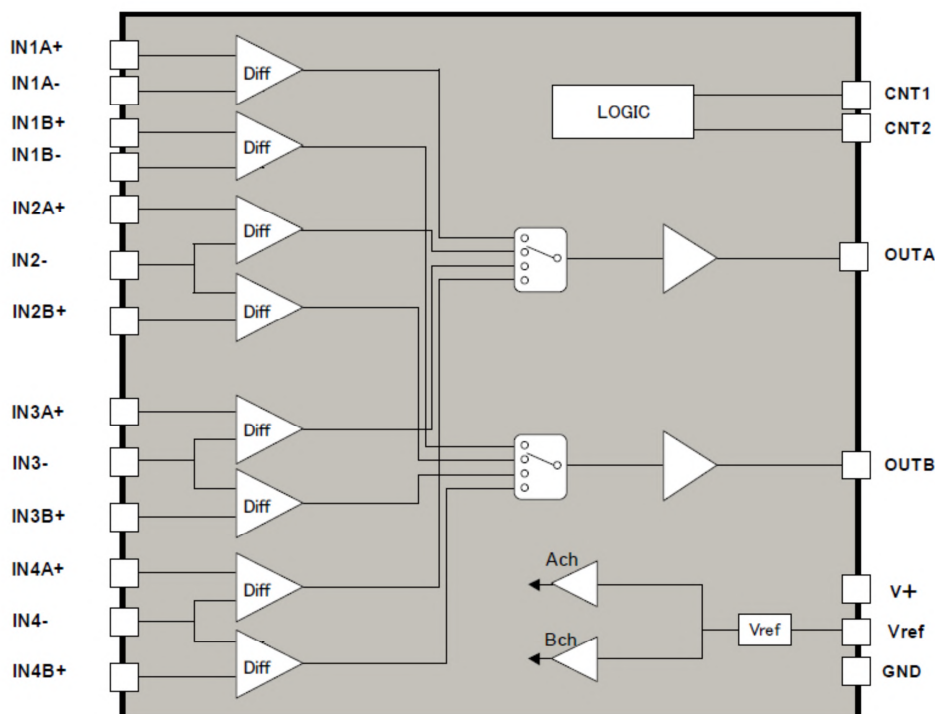 IN1A+
IN1A-
IN1B+
IN1B-
IN2A+
IN2-
IN2B+
IN3A+
IN3-
IN3B+
IN4A+
IN4-
IN4B+
Diff
Diff
Diff
Diff
Diff
Diff
Diff
Diff
LOGIC
Ach
Bch
Vref
CNT1
CNT2
OUTA
OUTB
V+
Vref
GND